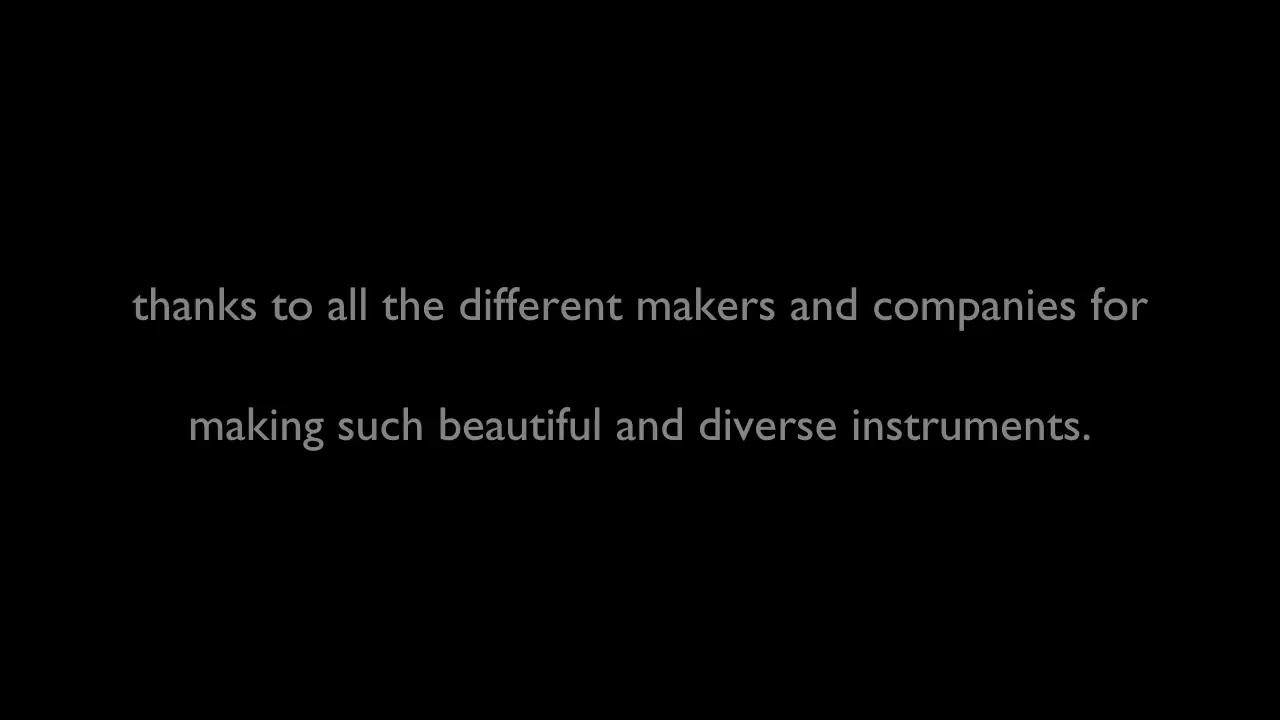 thanks to all the different makers and companies for
making such beautiful and diverse instruments.